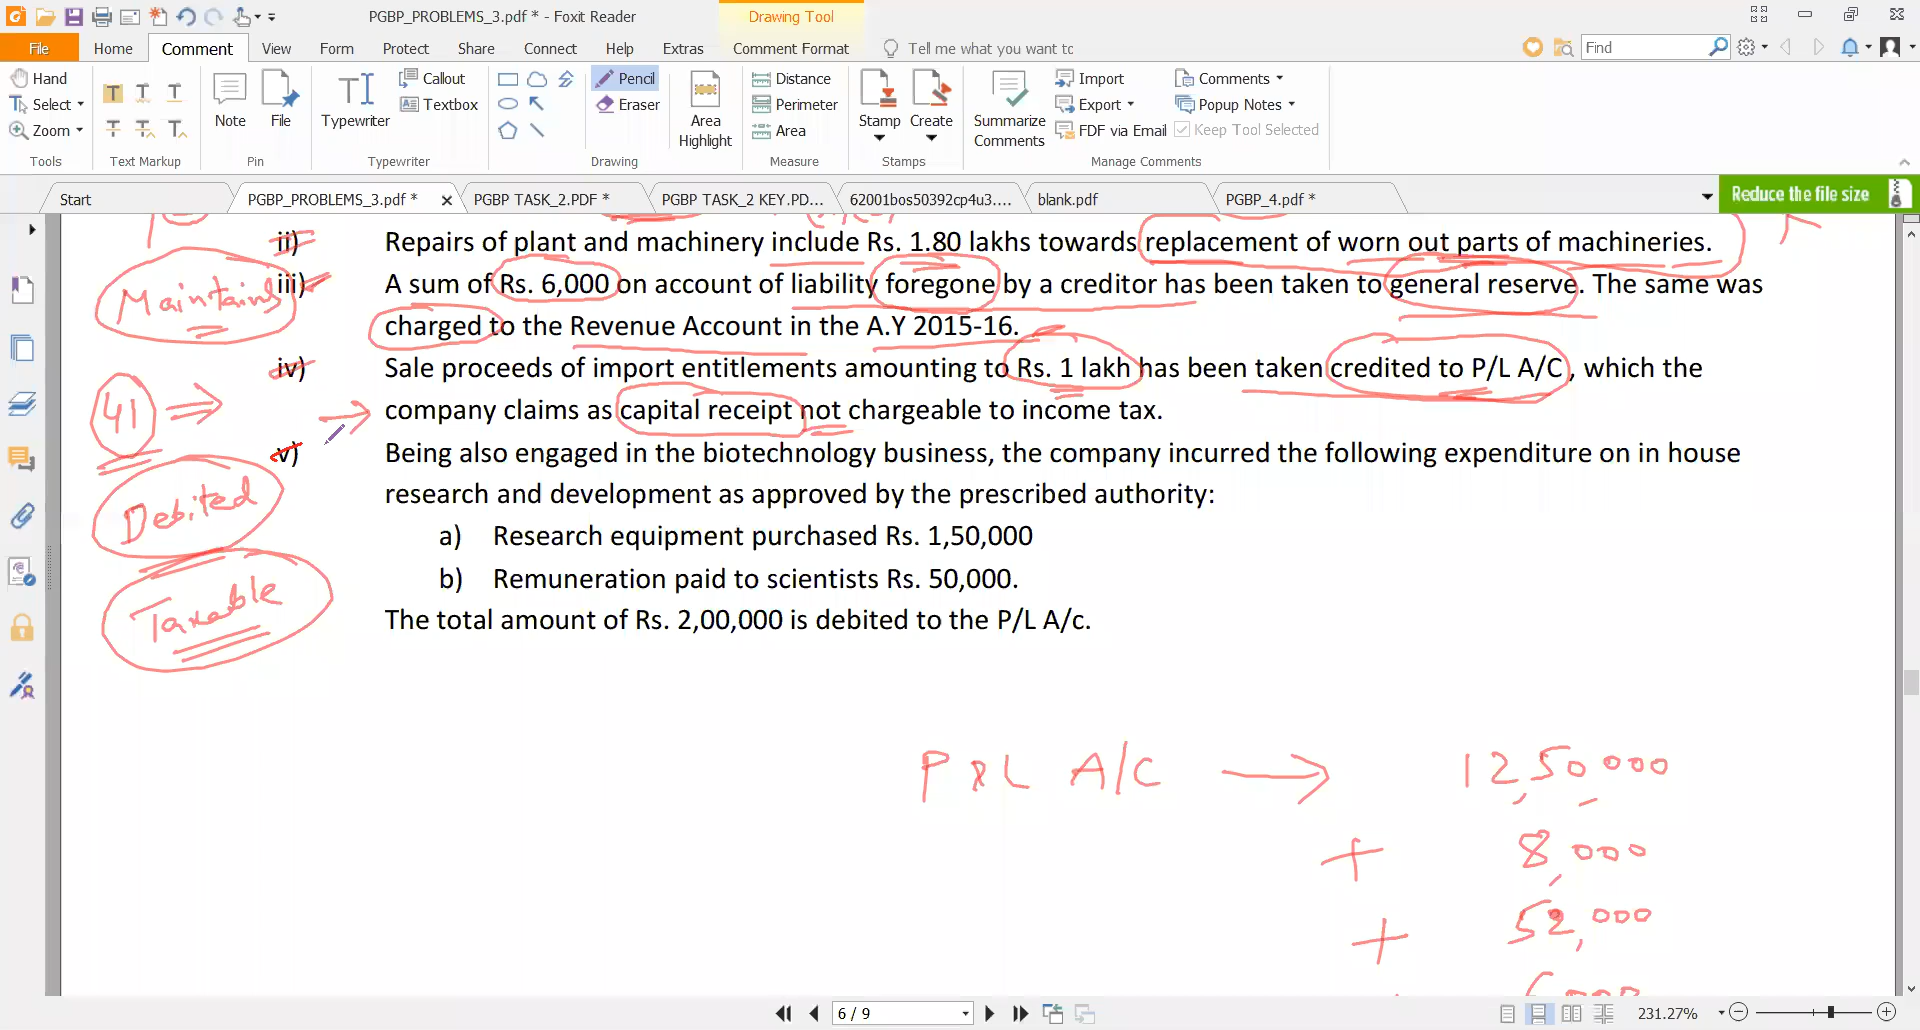 PGBP_PROBLEMS_3.pdf * - Foxit Reader
Drawing Tool
File Home Comment View Form Protect Share Connect Help Extras Comment Format Tell me what you want to Find
Hand Select Zoom
Tools
Text Markup
Note File
Pin
Typewriter Callout Textbox
Typewriter
Pencil Eraser
Drawing
Area Highlight
Distance Perimeter Area
Measure
Stamp Create
Stamps
Summarize Comments
Import Export FDF via Email
Comments Popup Notes Keep Tool Selected
Manage Comments
Start PGBP_PROBLEMS_3.pdf * PGBP TASK_2.PDF * PGBP TASK_2 KEY.PD... 62001bos50392cp4u3.... blank.pdf PGBP_4.pdf * Reduce the file size
ii) Repairs of plant and machinery include Rs. 1.80 lakhs towards replacement of worn out parts of machineries.
iii) A sum of Rs. 6,000 on account of liability foregone by a creditor has been taken to general reserve. The same was
charged to the Revenue Account in the A.Y 2015-16.
iv) Sale proceeds of import entitlements amounting to Rs. 1 lakh has been taken credited to P/L A/C , which the
company claims as capital receipt not chargeable to income tax.
v) Being also engaged in the biotechnology business, the company incurred the following expenditure on in house
research and development as approved by the prescribed authority:
a) Research equipment purchased Rs. 1,50,000
b) Remuneration paid to scientists Rs. 50,000.
The total amount of Rs. 2,00,000 is debited to the P/L A/c.
Maintains
41
Debited
Taxable
P & L A/C → 12,50,000
+ 8,000
+ 52,000
6 / 9
231.27%